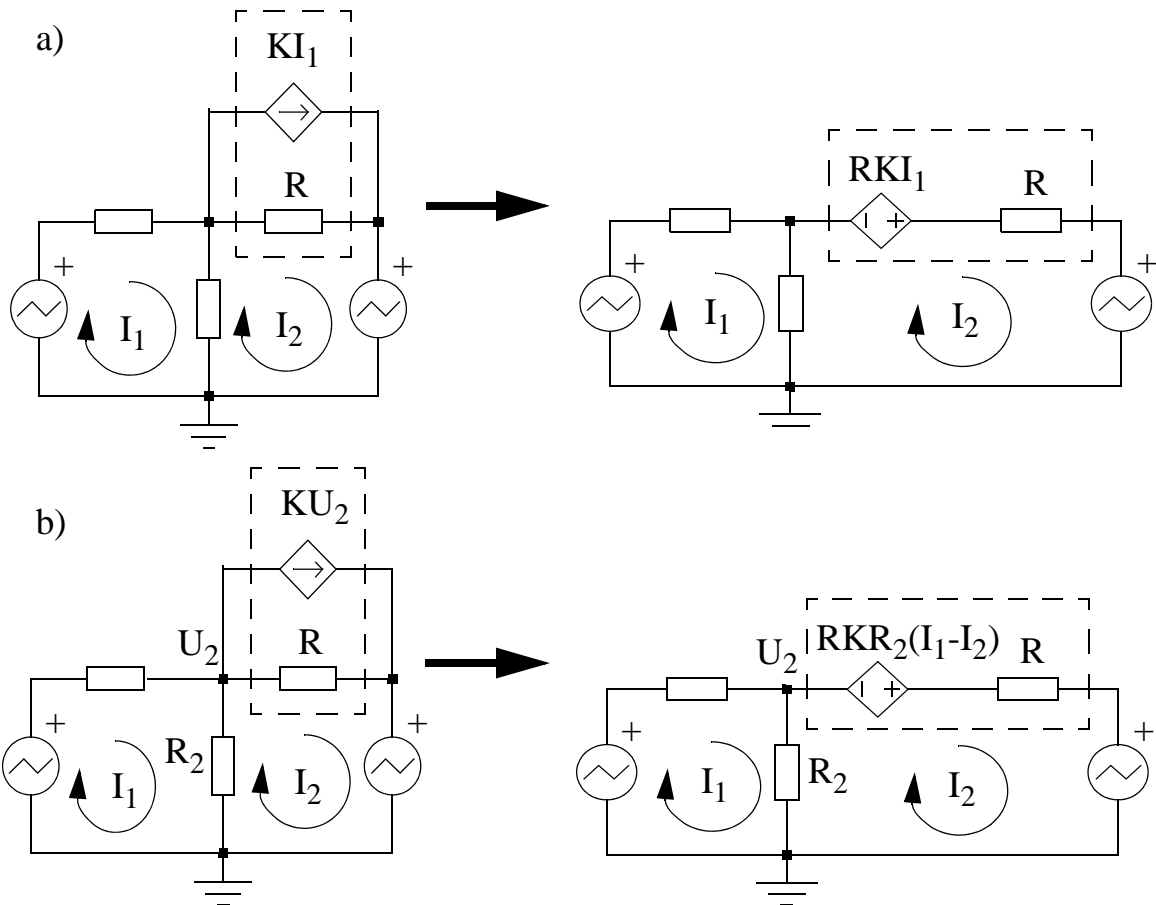 a)
KI₁
R
+
+
I₁
I₂
RKI₁
R
+
+
+
I₁
I₂
b)
KU₂
U₂
R
+
+
R₂
I₁
I₂
U₂
RKR₂(I₁-I₂)
R
+
+
+
I₁
R₂
I₂